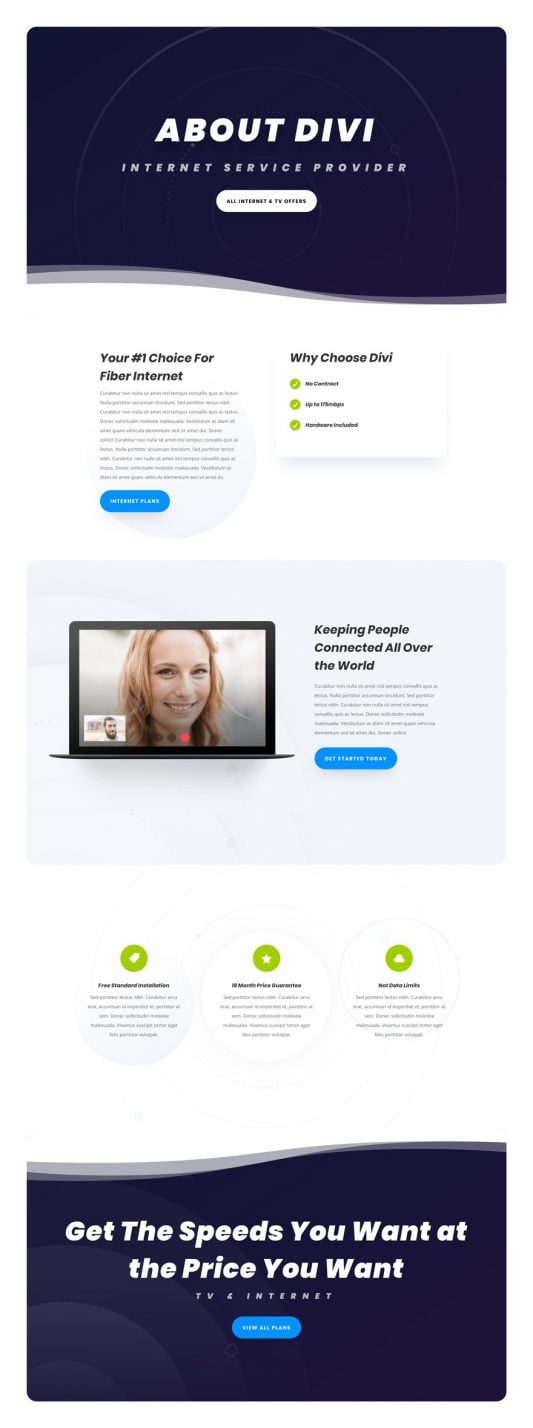 ABOUT DIVI
INTERNET SERVICE PROVIDER
ALL INTERNET & TV OFFERS
Your #1 Choice For
Fiber Internet
Curabitur non nulla sit amet nisl tempus convallis quis ac lectus.
Nulla porttitor accumsan tincidunt. Sed porttitor lectus nibh.
Curabitur non nulla sit amet nisl tempus convallis quis ac lectus.
Donec sollicitudin molestie malesuada. Vestibulum ac diam sit
amet quam vehicula elementum sed sit amet dui. Donec
sollicit Curabitur non nulla sit amet nisl tempus convallis quis ac
lectus. Nulla porttitor accumsan tincidunt. Sed porttitor lectus
nibh. Curabitur non nulla sit amet nisl tempus convallis quis ac
lectus. Donec sollicitudin molestie malesuada. Vestibulum ac
diam sit amet quam vehicula elementum sed sit amet du
INTERNET PLANS
Why Choose Divi
No Contract
Up to 175mbps
Hardware Included
Keeping People
Connected All Over
the World
Curabitur non nulla sit amet nisl tempus convallis quis ac
lectus. Nulla porttitor accumsan tincidunt. Sed porttitor
lectus nibh. Curabitur non nulla sit amet nisl tempus
convallis quis ac lectus. Donec sollicitudin molestie
malesuada. Vestibulum ac diam sit amet quam vehicula
elementum sed sit amet dui. Donec sollicit
GET STARTED TODAY
Free Standard Installation
Sed porttitor lectus nibh. Curabitur arcu
erat, accumsan id imperdiet et, porttitor at
sem. Donec sollicitudin molestie
malesuada. Vivamus suscipit tortor eget
felis porttitor volutpat.
18 Month Price Guarantee
Sed porttitor lectus nibh. Curabitur arcu
erat, accumsan id imperdiet et, porttitor at
sem. Donec sollicitudin molestie
malesuada. Vivamus suscipit tortor eget
felis porttitor volutpat.
Not Data Limits
Sed porttitor lectus nibh. Curabitur arcu
erat, accumsan id imperdiet et, porttitor at
sem. Donec sollicitudin molestie
malesuada. Vivamus suscipit tortor eget
felis porttitor volutpat.
Get The Speeds You Want at
the Price You Want
TV & INTERNET
VIEW ALL PLANS